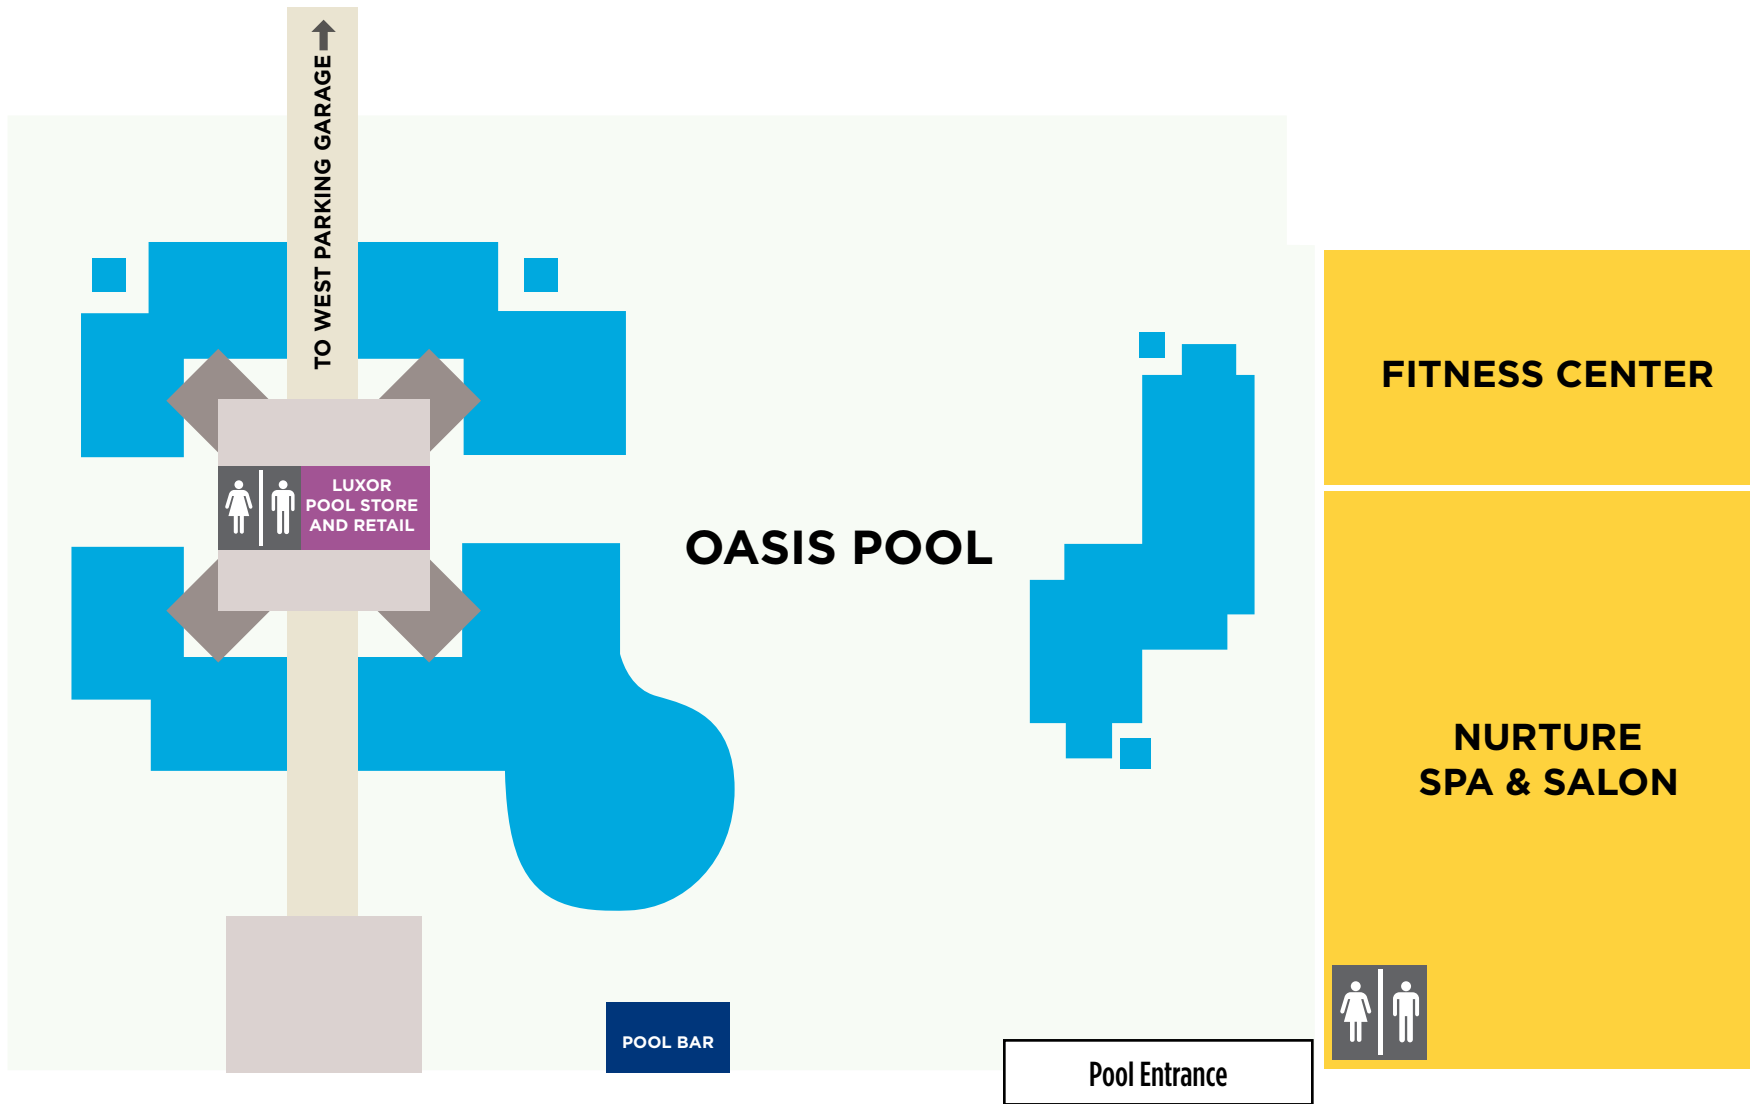 TO WEST PARKING GARAGE
FITNESS CENTER
LUXOR
POOL STORE
AND RETAIL
OASIS POOL
NURTURE
SPA & SALON
POOL BAR
Pool Entrance